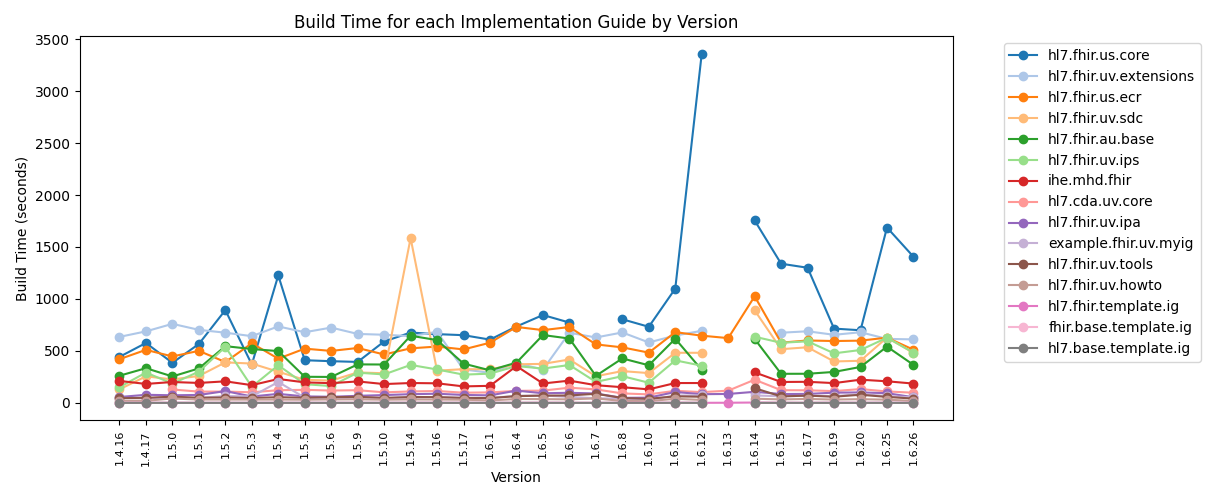 Build Time for each Implementation Guide by Version
Build Time (seconds)
3500
3000
2500
2000
1500
1000
500
0
1.4.16
1.4.17
1.5.0
1.5.1
1.5.2
1.5.3
1.5.4
1.5.5
1.5.6
1.5.9
1.5.10
1.5.14
1.5.16
1.5.17
1.6.1
1.6.4
1.6.5
1.6.6
1.6.7
1.6.8
1.6.10
1.6.11
1.6.12
1.6.13
1.6.14
1.6.15
1.6.17
1.6.19
1.6.20
1.6.25
1.6.26
Version
hl7.fhir.us.core
hl7.fhir.uv.extensions
hl7.fhir.us.ecr
hl7.fhir.uv.sdc
hl7.fhir.au.base
hl7.fhir.uv.ips
ihe.mhd.fhir
hl7.cda.uv.core
hl7.fhir.uv.ipa
example.fhir.uv.myig
hl7.fhir.uv.tools
hl7.fhir.uv.howto
hl7.fhir.template.ig
fhir.base.template.ig
hl7.base.template.ig